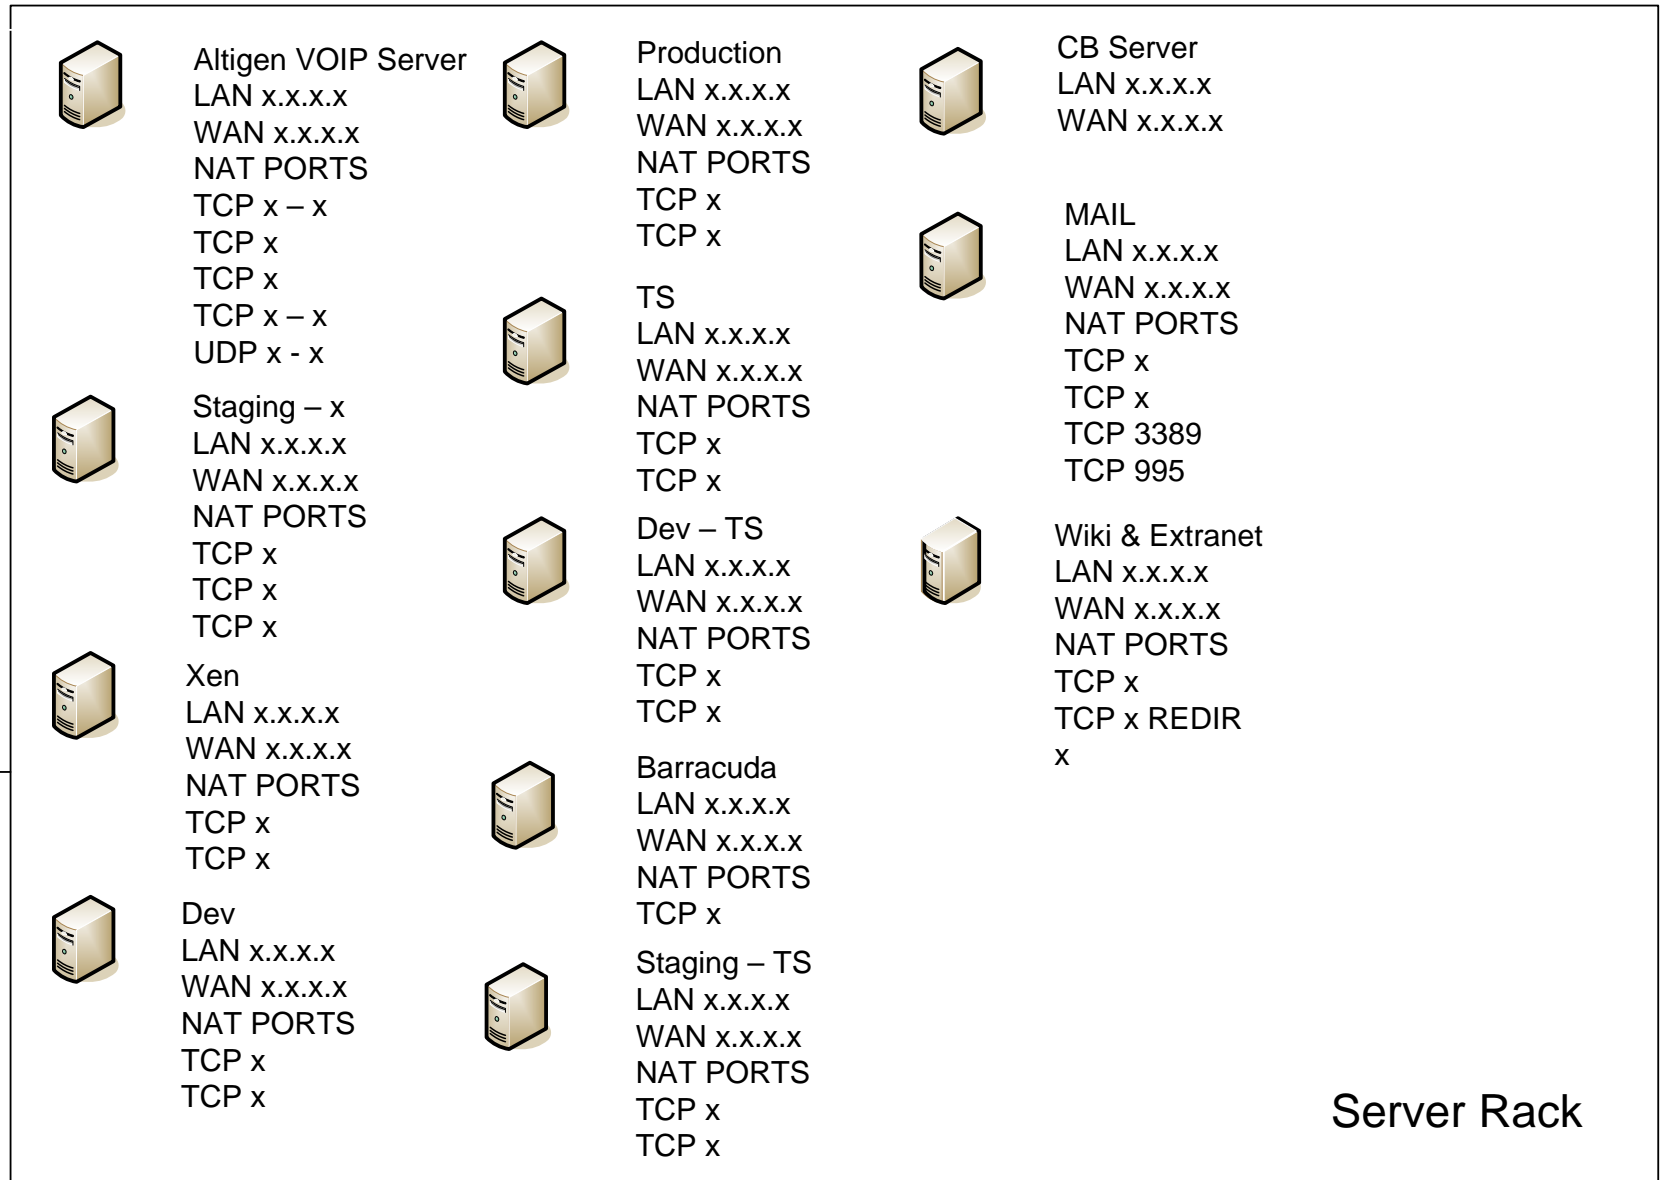 Altigen VOIP Server
LAN x.x.x.x
WAN x.x.x.x
NAT PORTS
TCP x – x
TCP x
TCP x
TCP x – x
UDP x - x
Staging – x
LAN x.x.x.x
WAN x.x.x.x
NAT PORTS
TCP x
TCP x
TCP x
Xen
LAN x.x.x.x
WAN x.x.x.x
NAT PORTS
TCP x
TCP x
Dev
LAN x.x.x.x
WAN x.x.x.x
NAT PORTS
TCP x
TCP x
Production
LAN x.x.x.x
WAN x.x.x.x
NAT PORTS
TCP x
TCP x
TS
LAN x.x.x.x
WAN x.x.x.x
NAT PORTS
TCP x
TCP x
Dev – TS
LAN x.x.x.x
WAN x.x.x.x
NAT PORTS
TCP x
TCP x
Barracuda
LAN x.x.x.x
WAN x.x.x.x
NAT PORTS
TCP x
Staging – TS
LAN x.x.x.x
WAN x.x.x.x
NAT PORTS
TCP x
TCP x
CB Server
LAN x.x.x.x
WAN x.x.x.x
MAIL
LAN x.x.x.x
WAN x.x.x.x
NAT PORTS
TCP x
TCP x
TCP 3389
TCP 995
Wiki & Extranet
LAN x.x.x.x
WAN x.x.x.x
NAT PORTS
TCP x
TCP x REDIR
x
Server Rack